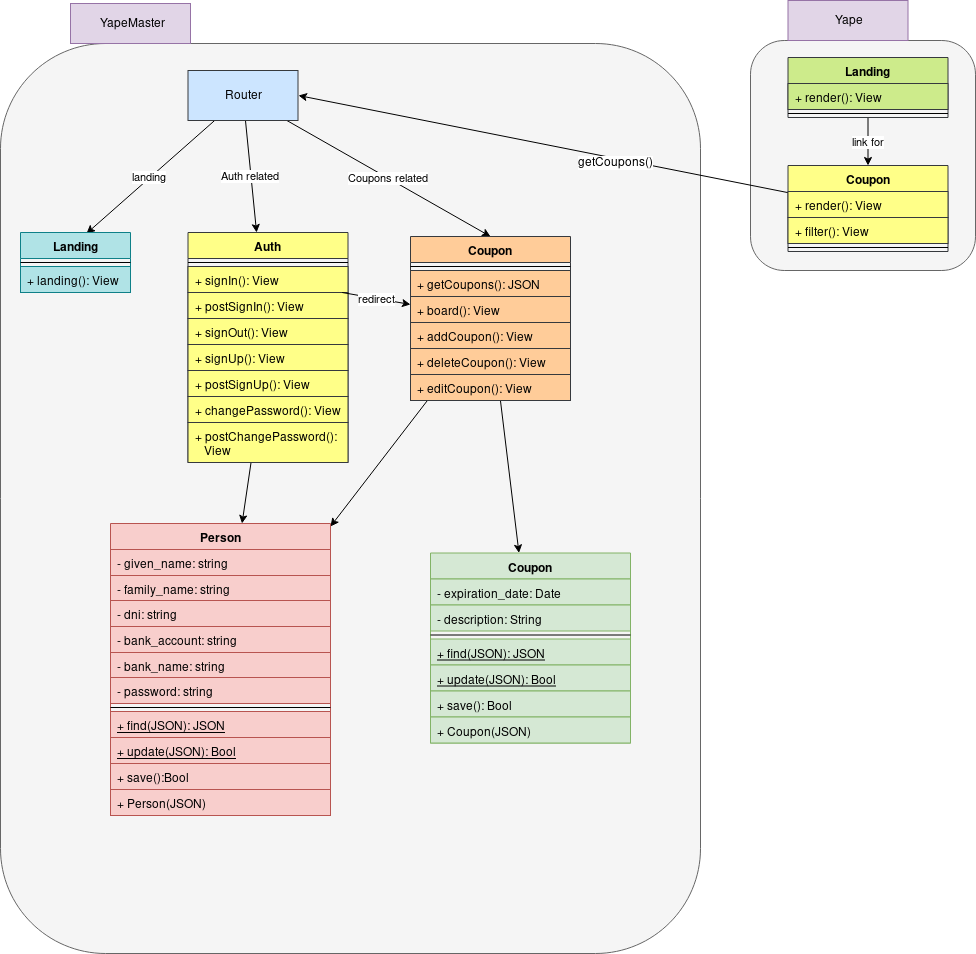 YapeMaster
Yape
Router
Landing
+ render(): View
link for
Coupon
+ render(): View
+ filter(): View
getCoupons()
landing
Auth related
Coupons related
Landing
+ landing(): View
Auth
+ signIn(): View
+ postSignIn(): View
+ signOut(): View
+ signUp(): View
+ postSignUp(): View
+ changePassword(): View
+ postChangePassword():
View
redirect
Coupon
+ getCoupons(): JSON
+ board(): View
+ addCoupon(): View
+ deleteCoupon(): View
+ editCoupon(): View
Person
- given_name: string
- family_name: string
- dni: string
- bank_account: string
- bank_name: string
- password: string
+ find(JSON): JSON
+ update(JSON): Bool
+ save():Bool
+ Person(JSON)
Coupon
- expiration_date: Date
- description: String
+ find(JSON): JSON
+ update(JSON): Bool
+ save(): Bool
+ Coupon(JSON)